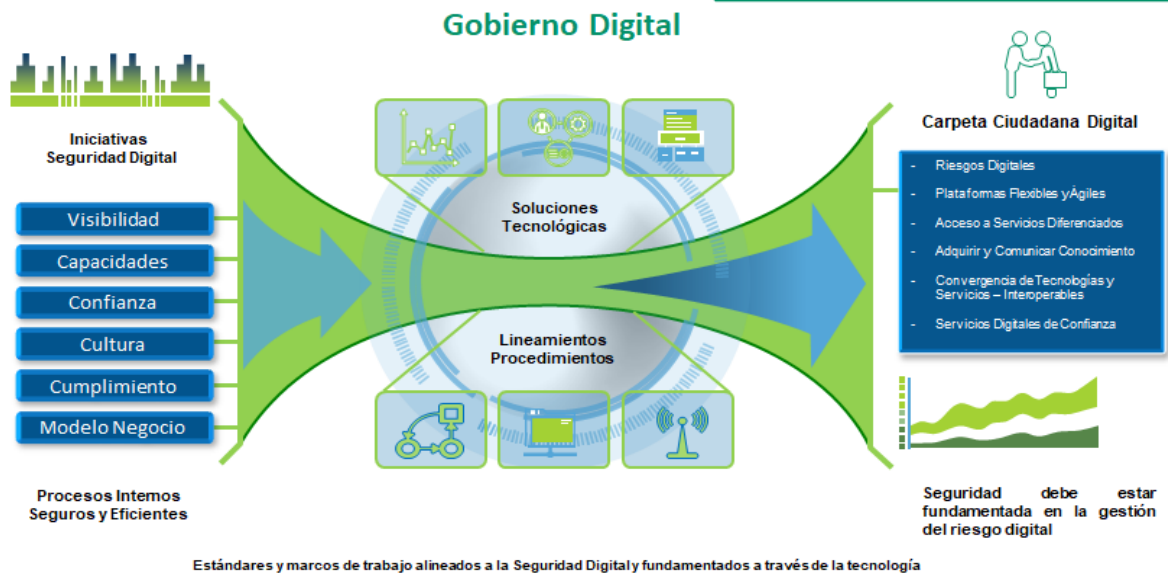 Gobierno Digital
Iniciativas
Seguridad Digital
Visibilidad
Capacidades
Confianza
Cultura
Cumplimiento
Modelo Negocio
Procesos Internos
Seguros y Eficientes
Soluciones
Tecnológicas
Lineamientos
Procedimientos
Carpeta Ciudadana Digital
- Riesgos Digitales
- Plataformas Flexibles yÁgiles
- Acceso a Servicios Diferenciados
- Adquirir y Comunicar Conocimiento
- Convergencia de Tecnologías y
Servicios – Interoperables
- Servicios Digitales de Confianza
Seguridad debe estar
fundamentada en la gestión
del riesgo digital
Estándares y marcos de trabajo alineados a la Seguridad Digital y fundamentados a través de la tecnología